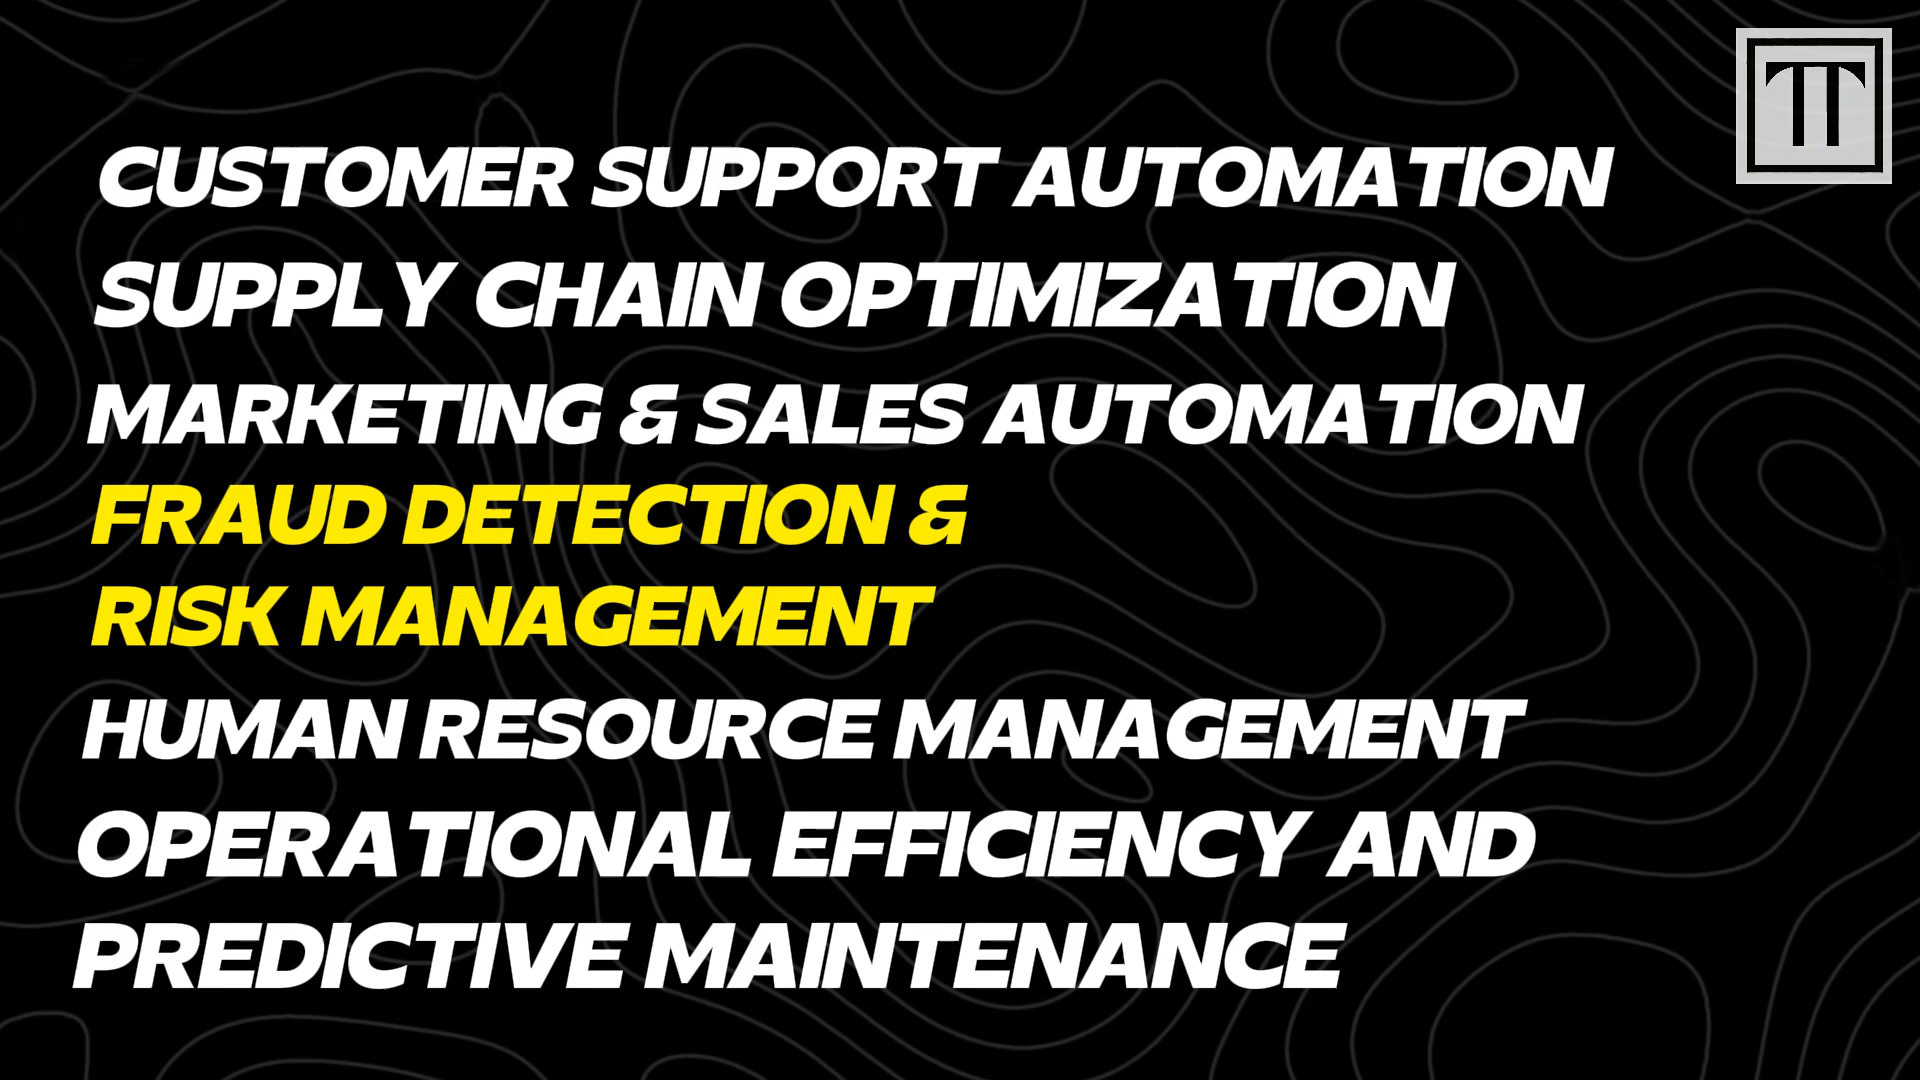 CUSTOMER SUPPORT AUTOMATION
SUPPLY CHAIN OPTIMIZATION
MARKETING & SALES AUTOMATION
FRAUD DETECTION &
RISK MANAGEMENT
HUMAN RESOURCE MANAGEMENT
OPERATIONAL EFFICIENCY AND
PREDICTIVE MAINTENANCE